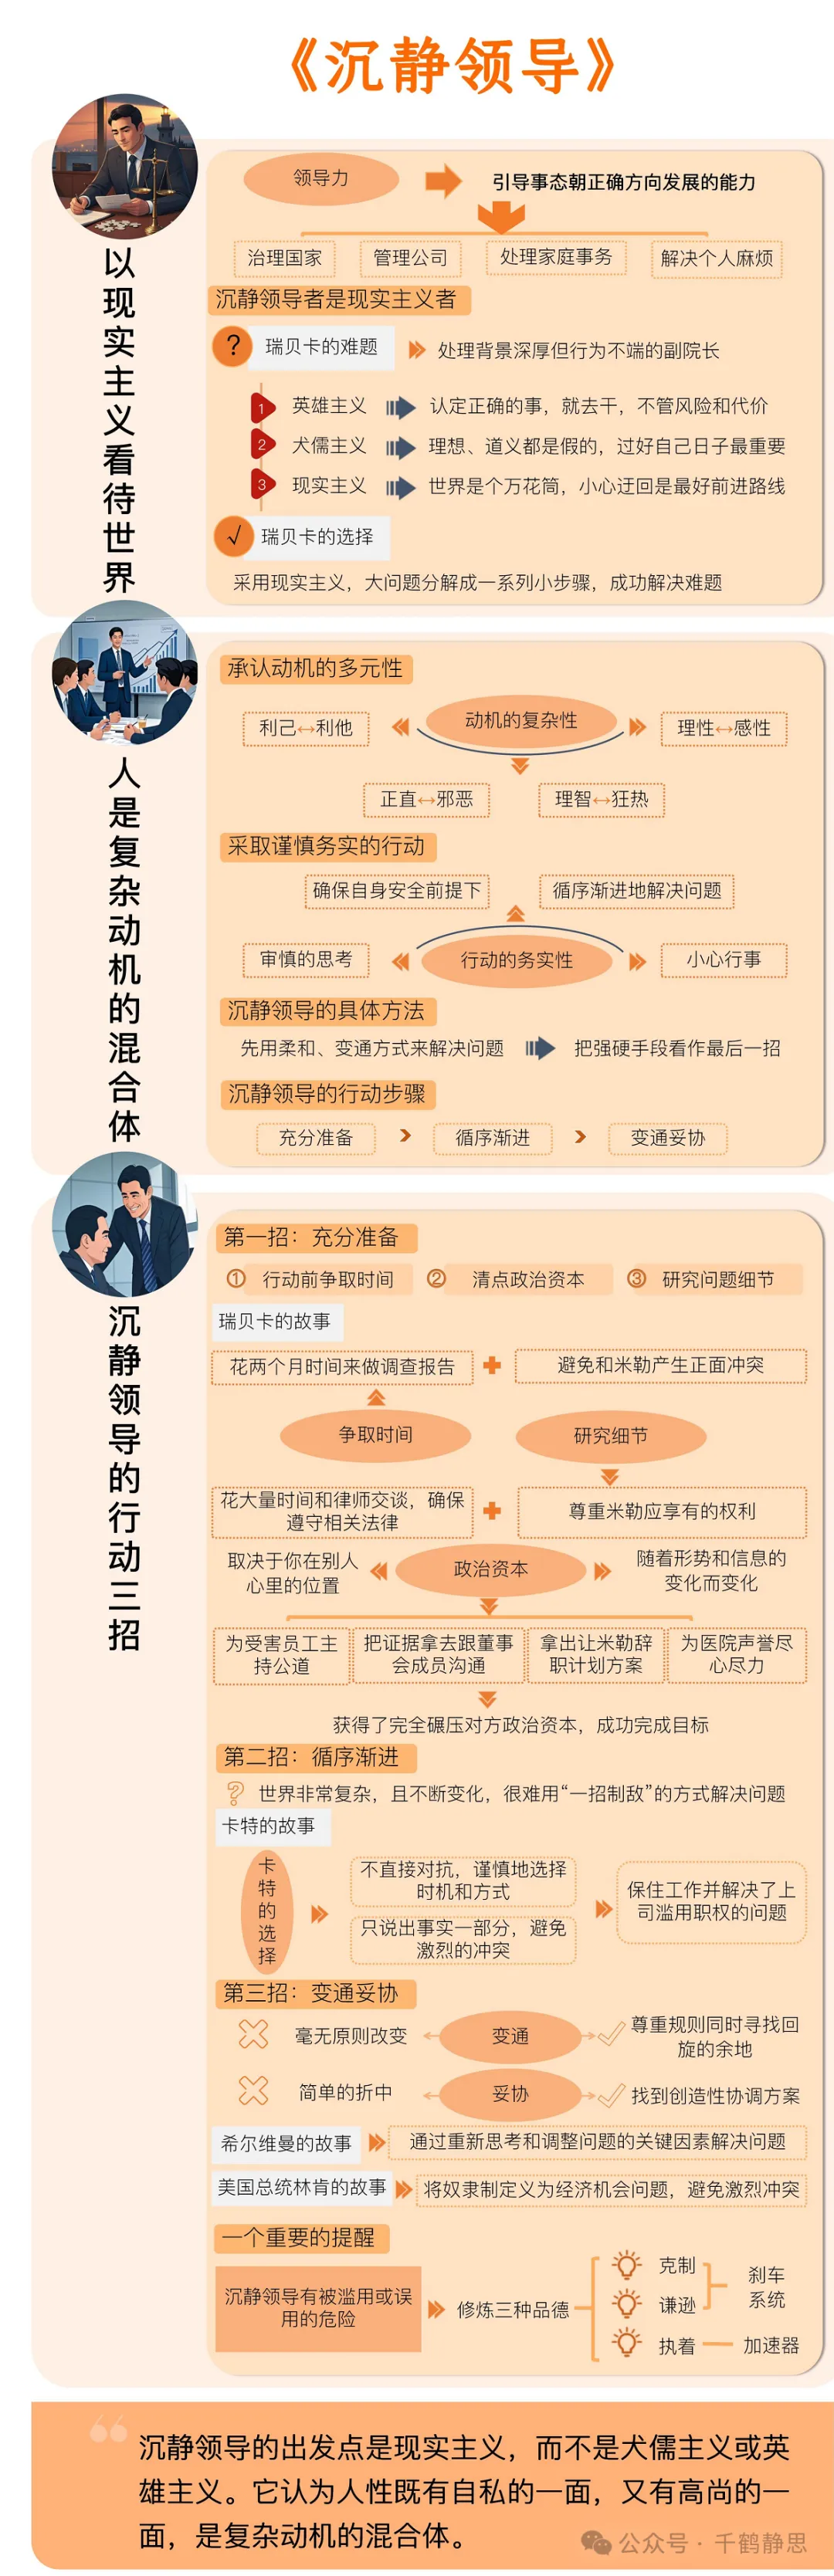 《沉静领导》
以现实主义看待世界
领导力
引导事态朝正确方向发展的能力
治理国家
管理公司
处理家庭事务
解决个人麻烦
沉静领导者是现实主义者
?
瑞贝卡的难题
处理背景深厚但行为不端的副院长
1
英雄主义
认定正确的事，就去干，不管风险和代价
2
犬儒主义
理想、道义都是假的，过好自己日子最重要
3
现实主义
世界是个万花筒，小心迂回是最好前进路线
√
瑞贝卡的选择
采用现实主义，大问题分解成一系列小步骤，成功解决难题
人是复杂动机的混合体
承认动机的多元性
利己↔利他
动机的复杂性
理性↔感性
正直↔邪恶
理智↔狂热
采取谨慎务实的行动
确保自身安全前提下
循序渐进地解决问题
审慎的思考
行动的务实性
小心行事
沉静领导的具体方法
先用柔和、变通方式来解决问题
把强硬手段看作最后一招
沉静领导的行动步骤
充分准备
循序渐进
变通妥协
沉静领导的行动三招
第一招：充分准备
① 行动前争取时间
② 清点政治资本
③ 研究问题细节
瑞贝卡的故事
花两个月时间来做调查报告
避免和米勒产生正面冲突
争取时间
研究细节
花大量时间和律师交谈，确保
遵守相关法律
尊重米勒应享有的权利
取决于你在别人
心里的位置
政治资本
随着形势和信息的
变化而变化
为受害员工主
持公道
把证据拿去跟董事
会成员沟通
拿出让米勒辞
职计划方案
为医院声誉尽
心尽力
获得了完全碾压对方政治资本，成功完成目标
第二招：循序渐进
?
世界非常复杂，且不断变化，很难用“一招制敌”的方式解决问题
卡特的故事
卡特的选择
不直接对抗，谨慎地选择
时机和方式
只说出事实一部分，避免
激烈的冲突
保住工作并解决了上
司滥用职权的问题
第三招：变通妥协
毫无原则改变
变通
尊重规则同时寻找回
旋的余地
简单的折中
妥协
找到创造性协调方案
希尔维曼的故事
通过重新思考和调整问题的关键因素解决问题
美国总统林肯的故事
将奴隶制定义为经济机会问题，避免激烈冲突
一个重要的提醒
沉静领导有被滥用或误
用的危险
修炼三种品德
克制
谦逊
刹车
系统
执着
加速器
沉静领导的出发点是现实主义，而不是犬儒主义或英
雄主义。它认为人性既有自私的一面，又有高尚的一
面，是复杂动机的混合体。
公众号·千鹤静思